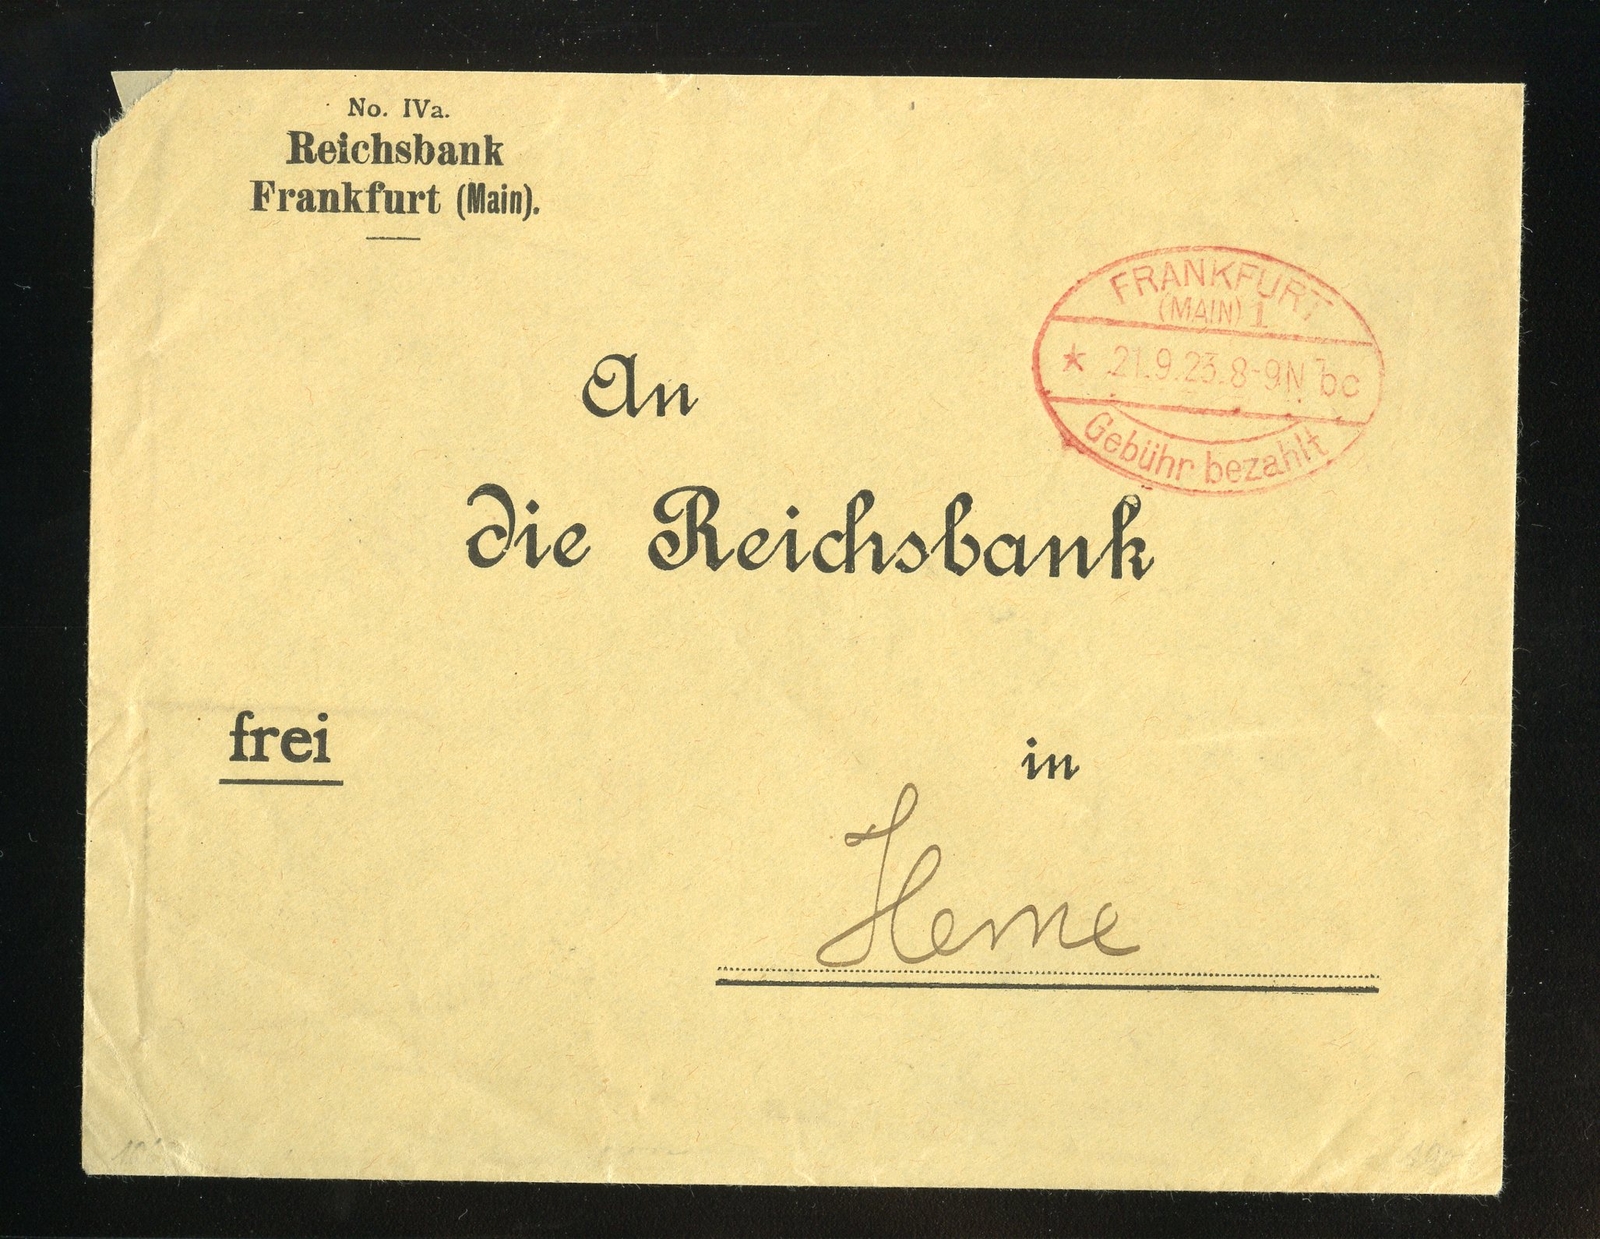 No. IVa.
Reichsbank
Frankfurt (Main).
FRANKFURT
(MAIN) 1
* 21.9.23.8-9N bc
Gebühr bezahlt
An
die Reichsbank
frei
in
Herne